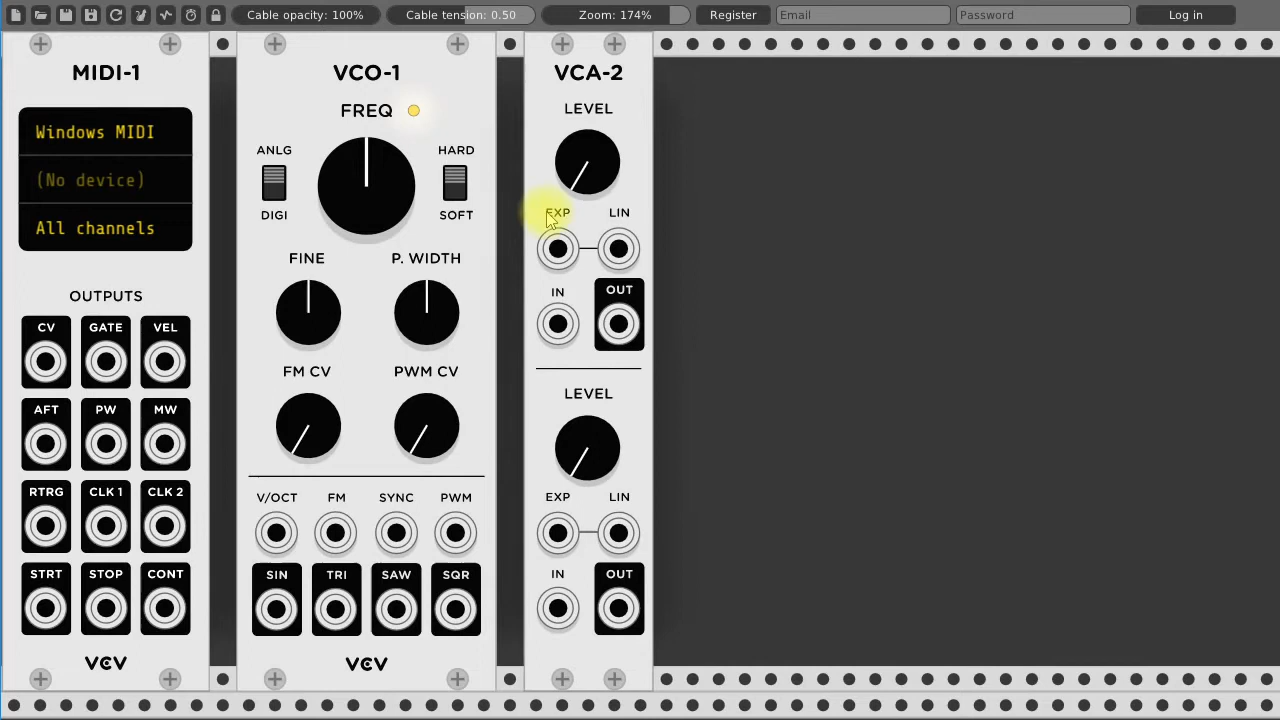 Cable opacity: 100% Cable tension: 0.50 Zoom: 174% Register Email Password Log in
MIDI-1
Windows MIDI
(No device)
All channels
OUTPUTS
CV GATE VEL
AFT PW MW
RTRG CLK 1 CLK 2
STRT STOP CONT
VCV
VCO-1
FREQ
ANLG HARD
DIGI SOFT
FINE P. WIDTH
FM CV PWM CV
V/OCT FM SYNC PWM
SIN TRI SAW SQR
VCV
VCA-2
LEVEL
EXP LIN
IN OUT
LEVEL
EXP LIN
IN OUT